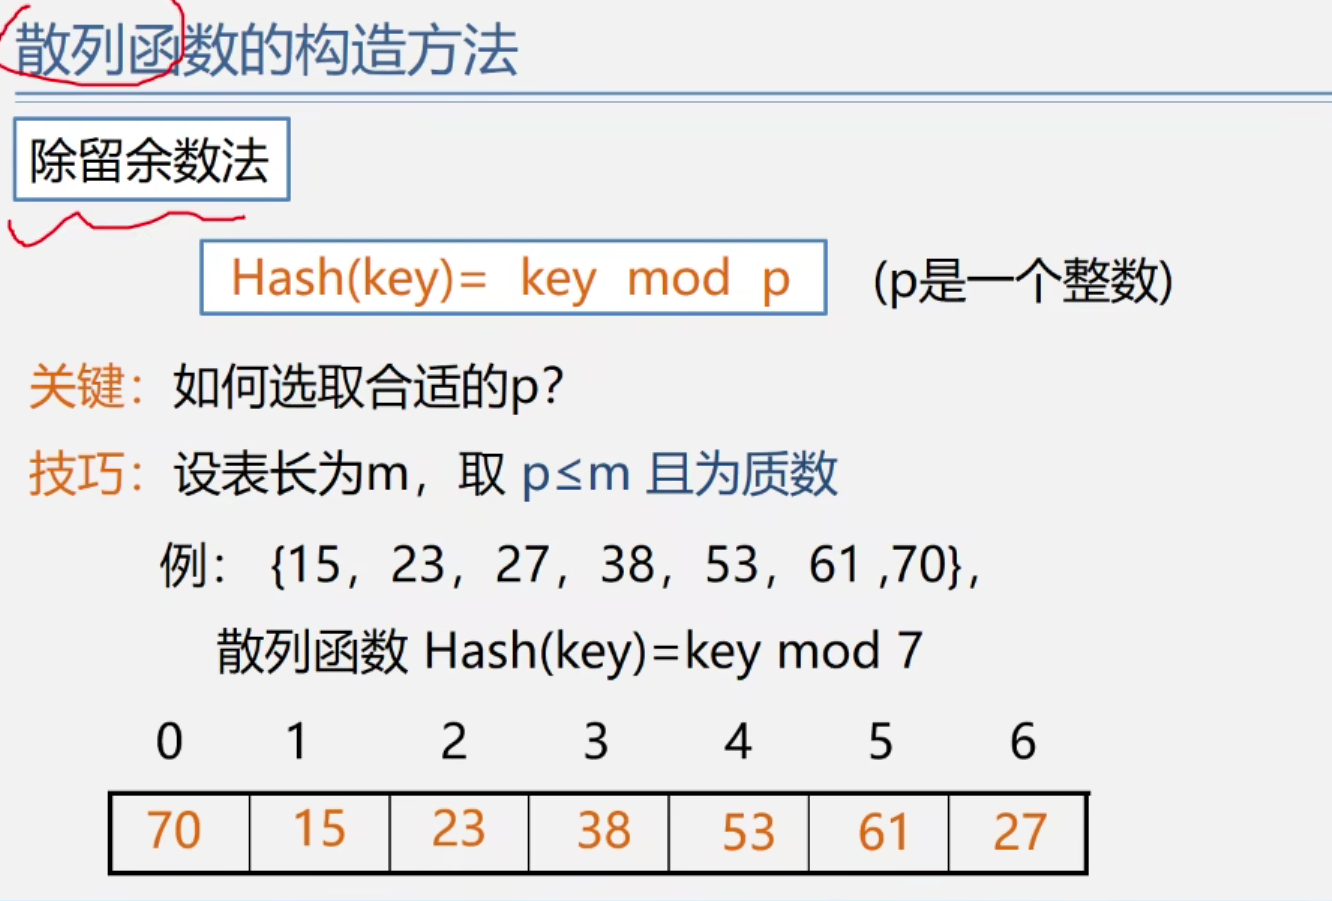 散列函数的构造方法
除留余数法
Hash(key)= key mod p (p是一个整数)
关键：如何选取合适的p？
技巧：设表长为m，取 p≤m 且为质数
例： {15，23，27，38，53，61 ,70}，
散列函数 Hash(key)=key mod 7
0 1 2 3 4 5 6
70 15 23 38 53 61 27